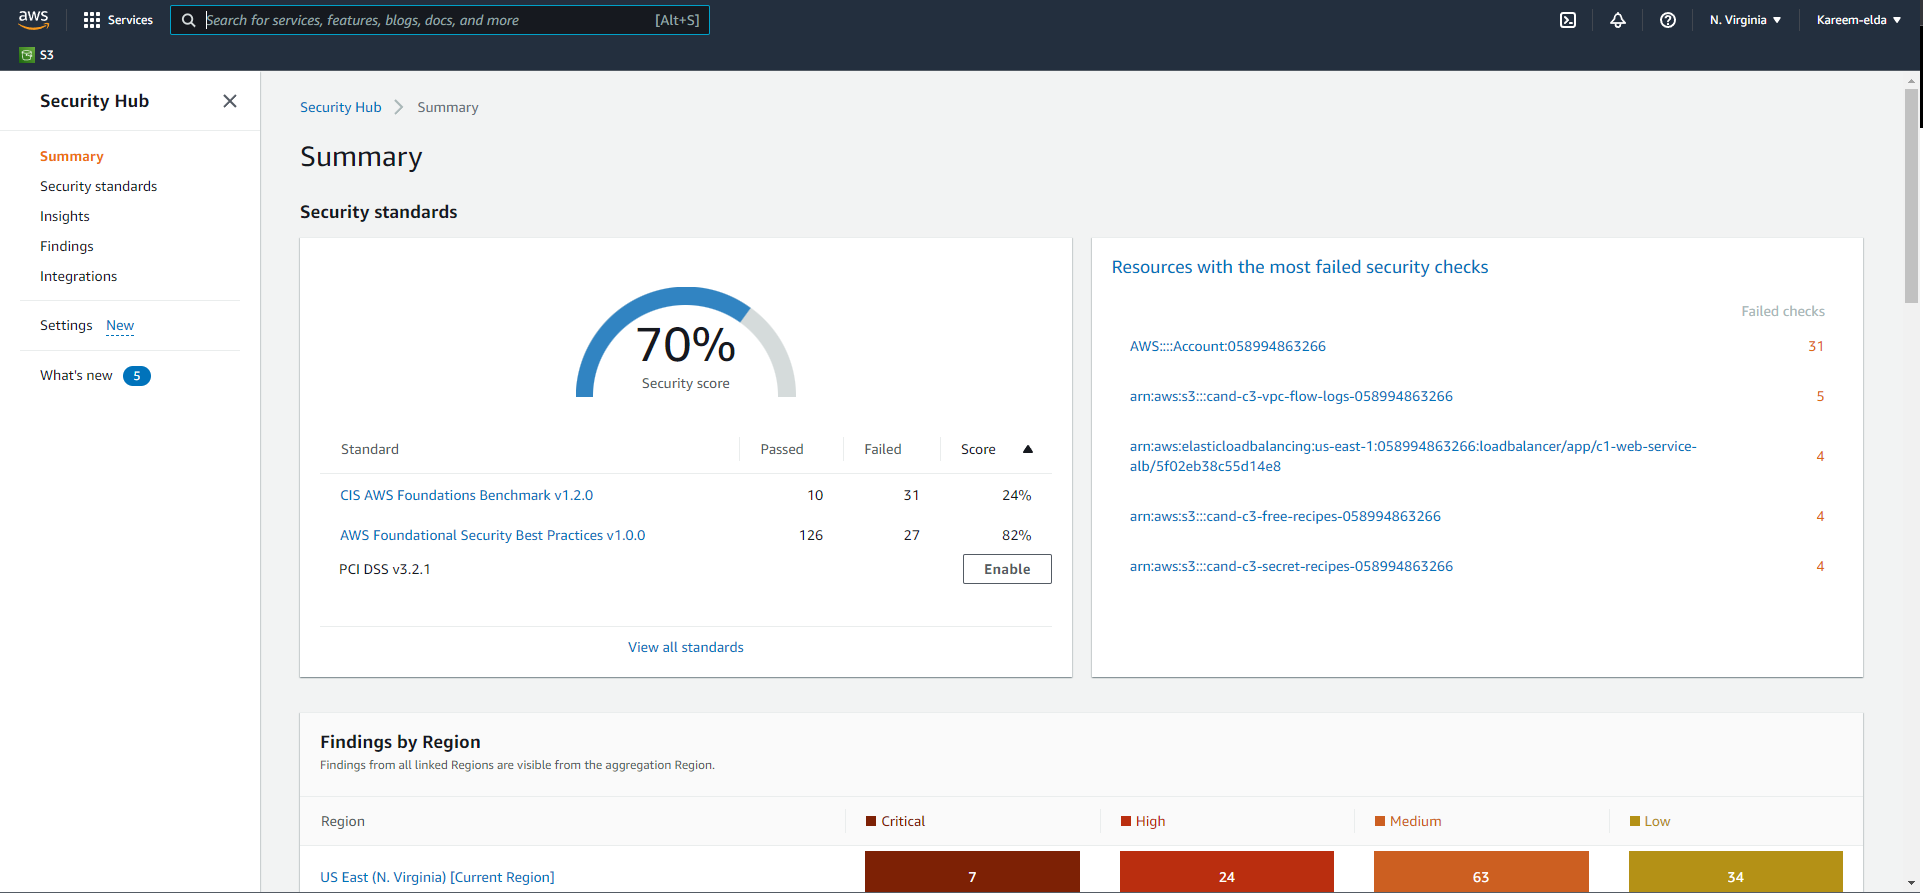 aws
Services
Search for services, features, blogs, docs, and more
[Alt+S]
N. Virginia ▼
Kareem-elda ▼
S3
Security Hub
Summary
Security standards
Insights
Findings
Integrations
Settings New
What's new 5
Security Hub > Summary
Summary
Security standards
70%
Security score
Standard Passed Failed Score ▲
CIS AWS Foundations Benchmark v1.2.0 10 31 24%
AWS Foundational Security Best Practices v1.0.0 126 27 82%
PCI DSS v3.2.1 Enable
View all standards
Resources with the most failed security checks
Failed checks
AWS::::Account:058994863266 31
arn:aws:s3:::cand-c3-vpc-flow-logs-058994863266 5
arn:aws:elasticloadbalancing:us-east-1:058994863266:loadbalancer/app/c1-web-service-
alb/5f02eb38c55d14e8 4
arn:aws:s3:::cand-c3-free-recipes-058994863266 4
arn:aws:s3:::cand-c3-secret-recipes-058994863266 4
Findings by Region
Findings from all linked Regions are visible from the aggregation Region.
Region Critical High Medium Low
US East (N. Virginia) [Current Region] 7 24 63 34